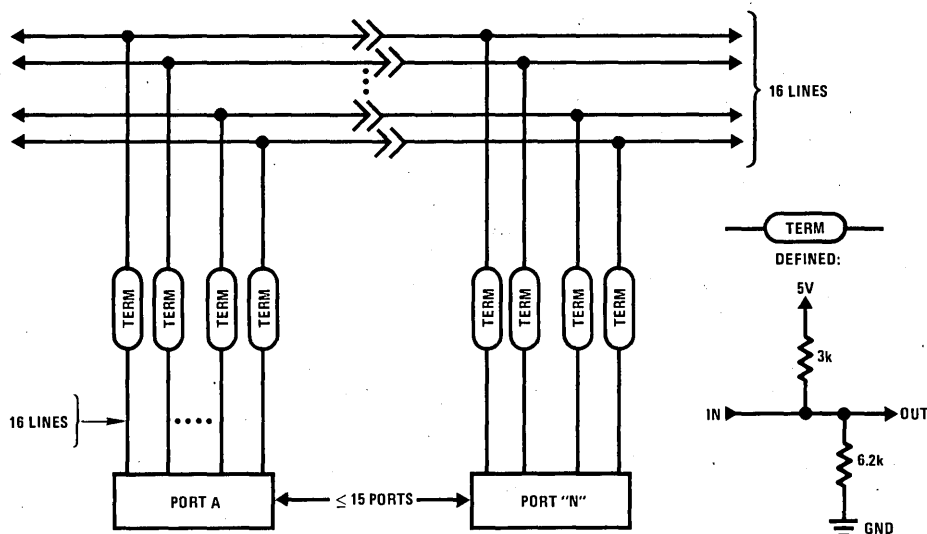 16 LINES
TERM
DEFINED:
5V
3k
IN
OUT
6.2k
GND
TERM
TERM
TERM
TERM
TERM
TERM
TERM
TERM
16 LINES
PORT A
≤ 15 PORTS
PORT "N"